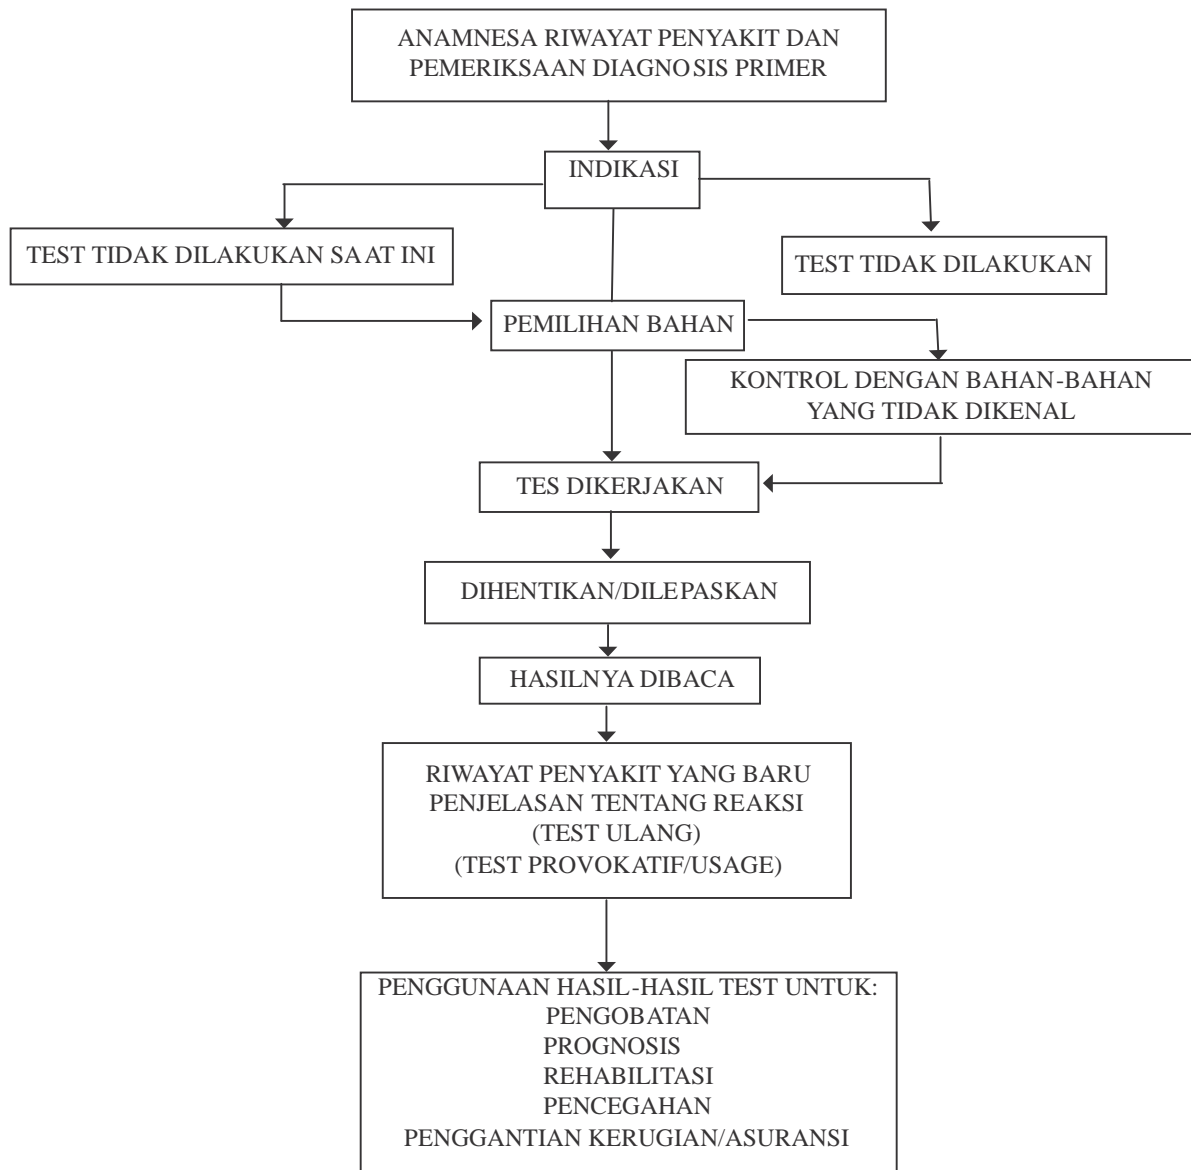 ANAMNESA RIWAYAT PENYAKIT DAN
PEMERIKSAAN DIAGNOSIS PRIMER
INDIKASI
TEST TIDAK DILAKUKAN SAAT INI
TEST TIDAK DILAKUKAN
PEMILIHAN BAHAN
KONTROL DENGAN BAHAN-BAHAN
YANG TIDAK DIKENAL
TES DIKERJAKAN
DIHENTIKAN/DILEPASKAN
HASILNYA DIBACA
RIWAYAT PENYAKIT YANG BARU
PENJELASAN TENTANG REAKSI
(TEST ULANG)
(TEST PROVOKATIF/USAGE)
PENGGUNAAN HASIL-HASIL TEST UNTUK:
PENGOBATAN
PROGNOSIS
REHABILITASI
PENCEGAHAN
PENGGANTIAN KERUGIAN/ASURANSI